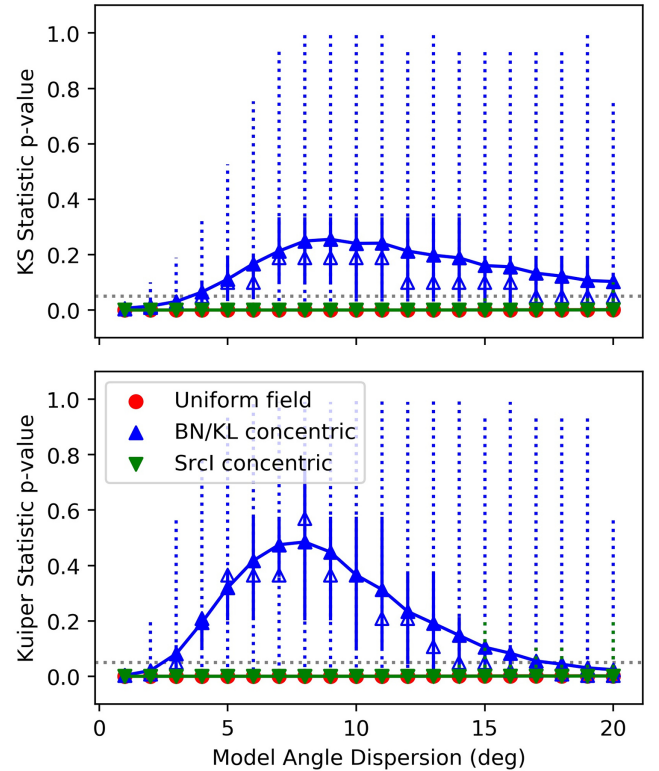 1.0
0.8
0.6
0.4
0.2
0.0
KS Statistic p-value
1.0
0.8
0.6
0.4
0.2
0.0
Kuiper Statistic p-value
Uniform field
BN/KL concentric
SrcI concentric
0 5 10 15 20
Model Angle Dispersion (deg)